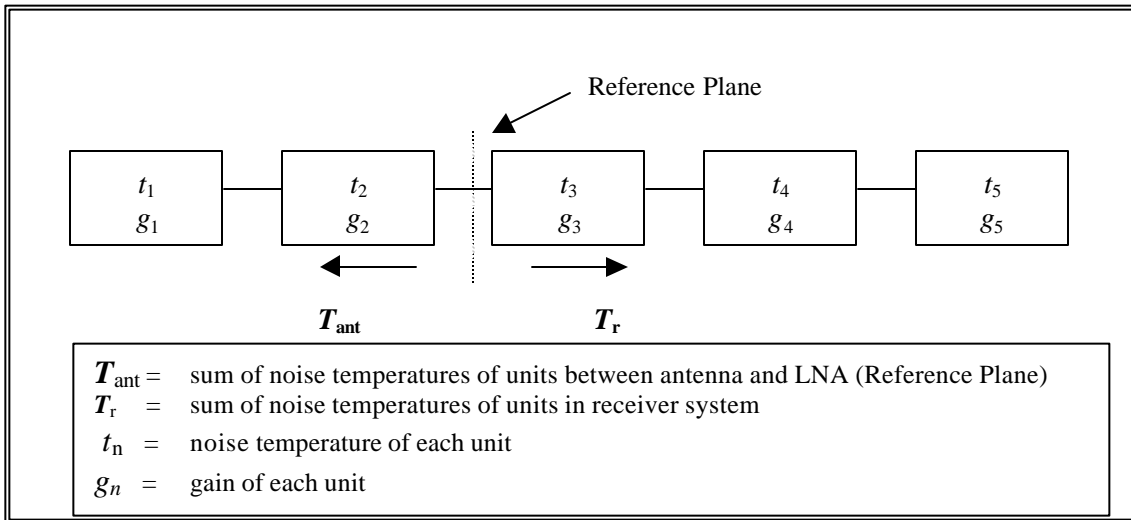 Reference Plane
t1 t2 t3 t4 t5
g1 g2 g3 g4 g5
Tant Tr
Tant = sum of noise temperatures of units between antenna and LNA (Reference Plane)
Tr = sum of noise temperatures of units in receiver system
tn = noise temperature of each unit
gn = gain of each unit